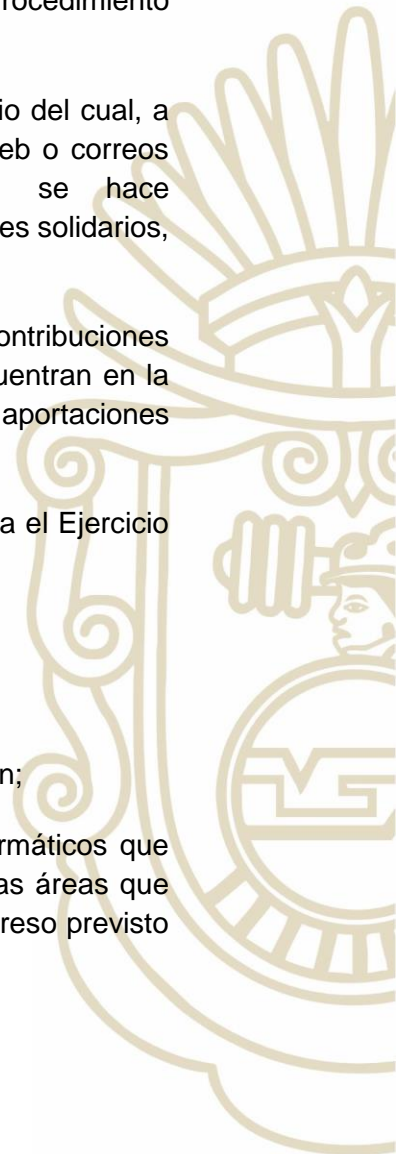 rocedimiento
io del cual, a
eb o correos
se hace
es solidarios,
ontribuciones
uentran en la
aportaciones
a el Ejercicio
n;
rmáticos que
as áreas que
reso previsto